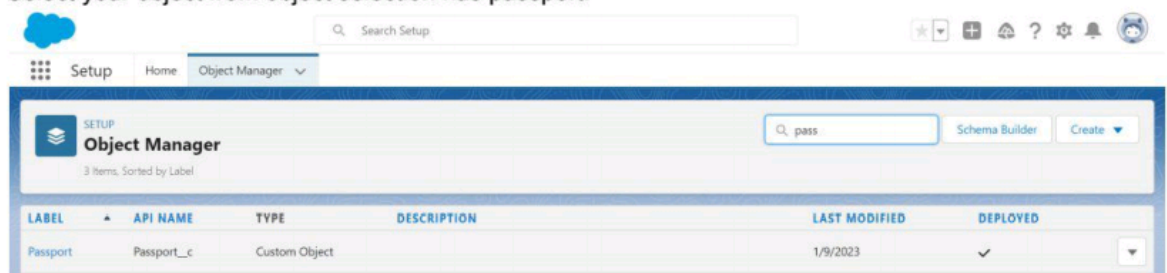 Search Setup
Setup Home Object Manager
SETUP
Object Manager
3 Items, Sorted by Label
pass
Schema Builder Create
LABEL API NAME TYPE DESCRIPTION LAST MODIFIED DEPLOYED
Passport Passport__c Custom Object 1/9/2023